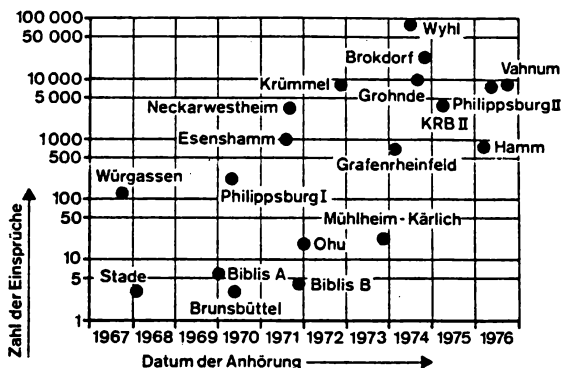 100 000
50 000
10 000
5 000
1000
500
100
50
10
5
1
Zahl der Einsprüche
Wyhl
Brokdorf
Vahnum
Krümmel
Grohnde
Philippsburg II
Neckarwestheim
KRB II
Esenshamm
Hamm
Grafenrheinfeld
Würgassen
Philippsburg I
Mühlheim-Kärlich
Ohu
Stade
Biblis A
Biblis B
Brunsbüttel
1967 1968 1969 1970 1971 1972 1973 1974 1975 1976
Datum der Anhörung